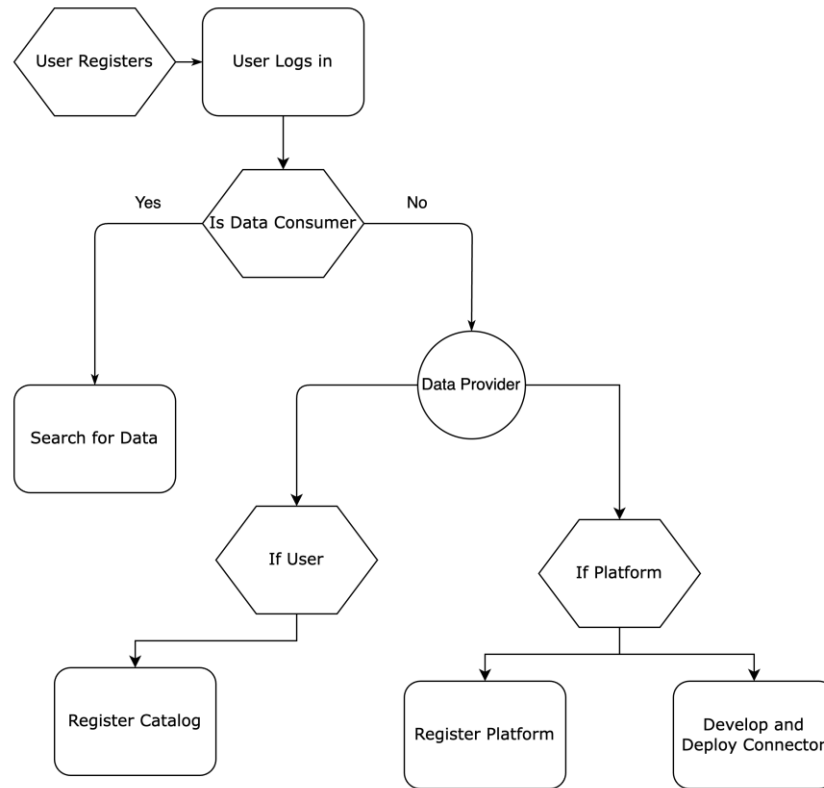 User Registers
User Logs in
Yes
No
Is Data Consumer
Data Provider
Search for Data
If User
If Platform
Register Catalog
Register Platform
Develop and
Deploy Connector